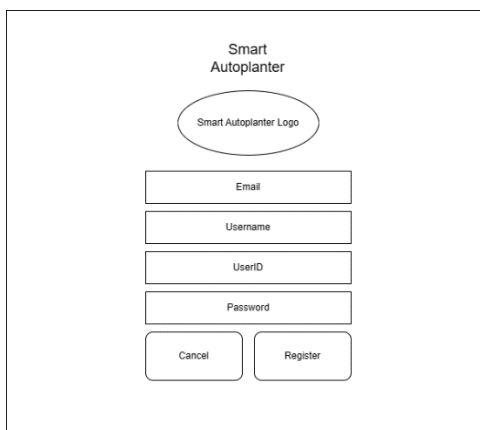 Smart
Autoplanter
Smart Autoplanter Logo
Email
Username
UserID
Password
Cancel Register